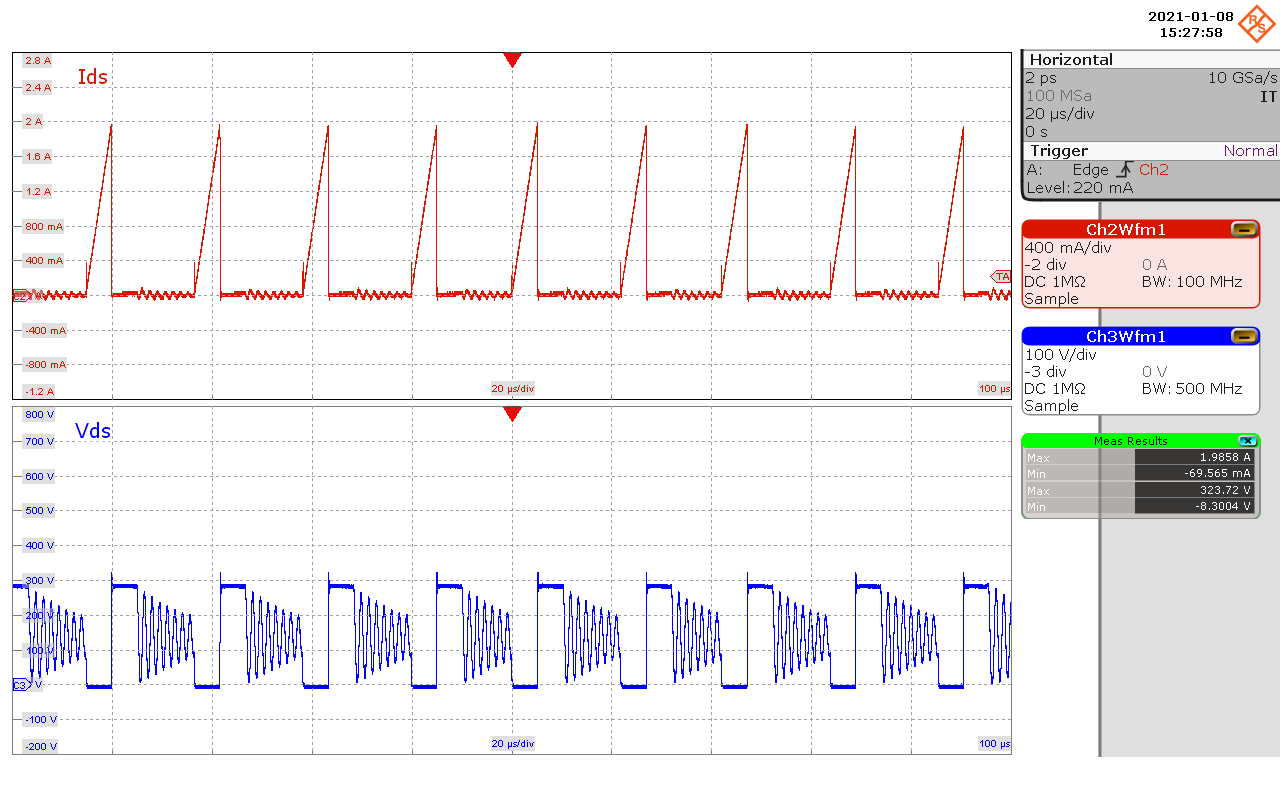 2021-01-08
15:27:58
R&S
2.8 A
Ids
2.4 A
2 A
1.6 A
1.2 A
800 mA
400 mA
TA
C2
-400 mA
-800 mA
-1.2 A
20 µs/div
100 µs
800 V
Vds
700 V
600 V
500 V
400 V
300 V
200 V
100 V
C3
V
-100 V
-200 V
20 µs/div
100 µs
Horizontal
2 ps 10 GSa/s
100 MSa IT
20 µs/div
0 s
Trigger Normal
A: Edge Ch2
Level: 220 mA
Ch2Wfm1
400 mA/div
-2 div 0 A
DC 1MΩ BW: 100 MHz
Sample
Ch3Wfm1
100 V/div
-3 div 0 V
DC 1MΩ BW: 500 MHz
Sample
Meas Results
Max 1.9858 A
Min -69.565 mA
Max 323.72 V
Min -8.3004 V